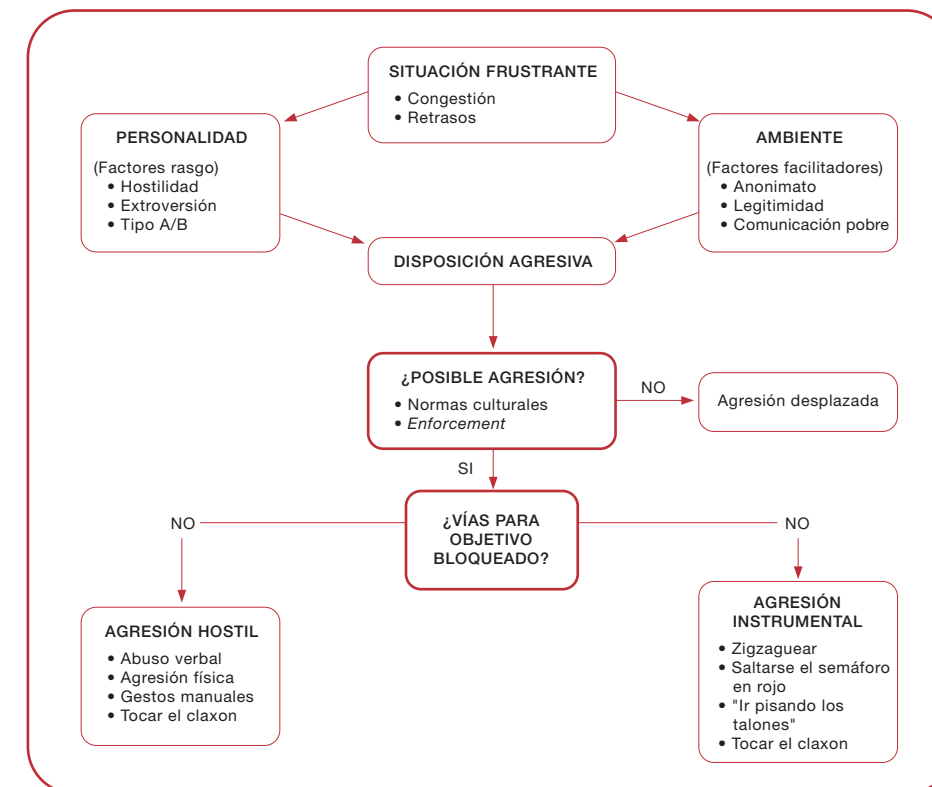 SITUACIÓN FRUSTRANTE
• Congestión
• Retrasos
PERSONALIDAD
(Factores rasgo)
• Hostilidad
• Extroversión
• Tipo A/B
AMBIENTE
(Factores facilitadores)
• Anonimato
• Legitimidad
• Comunicación pobre
DISPOSICIÓN AGRESIVA
¿POSIBLE AGRESIÓN?
• Normas culturales
• Enforcement
NO
Agresión desplazada
SI
¿VÍAS PARA
OBJETIVO
BLOQUEADO?
NO
NO
AGRESIÓN HOSTIL
• Abuso verbal
• Agresión física
• Gestos manuales
• Tocar el claxon
AGRESIÓN
INSTRUMENTAL
• Zigzaguear
• Saltarse el semáforo
en rojo
• "Ir pisando los
talones"
• Tocar el claxon